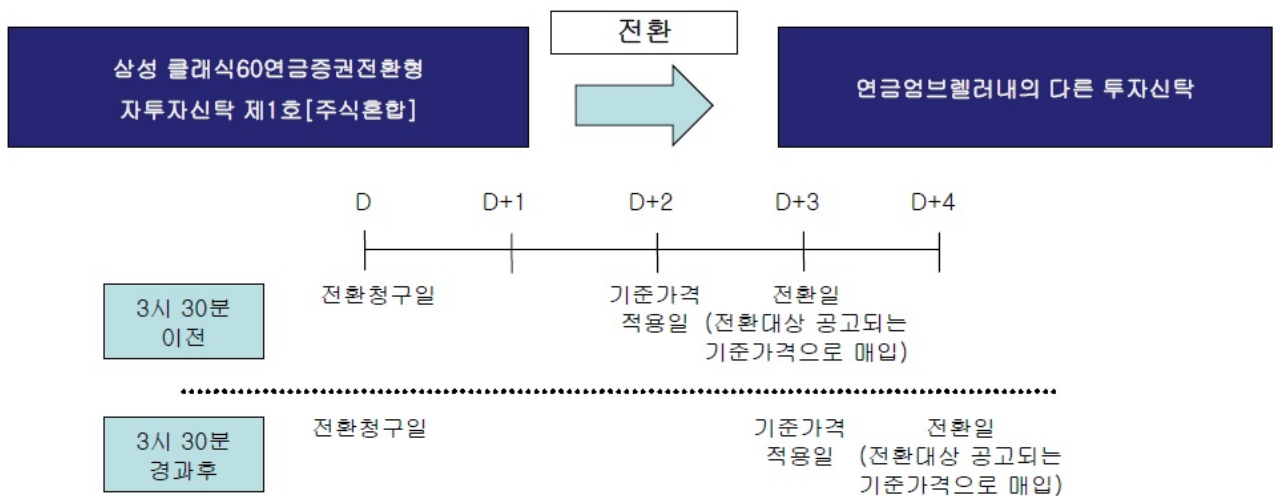 전환
삼성 클래식60연금증권전환형
자투자신탁 제1호[주식혼합]
연금엄브렐러내의 다른 투자신탁
D D+1 D+2 D+3 D+4
3시 30분
이전
전환청구일
기준가격
적용일
전환일
(전환대상 공고되는
기준가격으로 매입)
3시 30분
경과후
전환청구일
기준가격
적용일
전환일
(전환대상 공고되는
기준가격으로 매입)